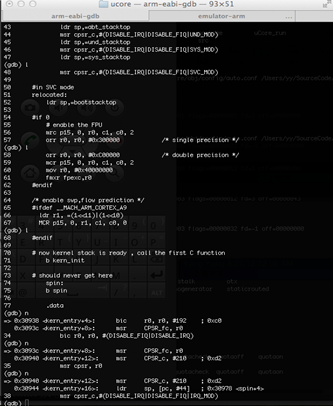 ucore — arm-eabi-gdb — 93×51
arm-eabi-gdb
emulator-arm
43 ldr sp,=abt_stacktop
44 msr cpsr_c,#(DISABLE_IRQ|DISABLE_FIQ|UND_MOD)
45 ldr sp,=und_stacktop
46 msr cpsr_c,#(DISABLE_IRQ|DISABLE_FIQ|SYS_MOD)
47 ldr sp,=sys_stacktop
(gdb) l
48 msr cpsr_c,#(DISABLE_IRQ|DISABLE_FIQ|SVC_MOD)
49
50 #in SVC mode
51 relocated:
52 ldr sp,=bootstacktop
53
54 #if 0
55 # enable the FPU
56 mrc p15, 0, r0, c1, c0, 2
57 orr r0, r0, #0x300000 /* single precision */
(gdb) l
58 orr r0, r0, #0xC00000 /* double precision */
59 mcr p15, 0, r0, c1, c0, 2
60 mov r0, #0x40000000
61 fmxr fpexc,r0
62 #endif
63
64 /* enable swp,flow prediction */
65 #ifdef __MACH_ARM_CORTEX_A9
66 ldr r1, =(1<<11)|(1<<10)
67 MCR p15, 0, r1, c1, c0, 0
(gdb) l
68 #endif
69
70 # now kernel stack is ready , call the first C function
71 b kern_init
72
73 # should never get here
74 spin:
75 b spin
76
77 .data
(gdb) n
=> 0x30938 <kern_entry+4>: bic r0, r0, #192 ; 0xc0
0x3093c <kern_entry+8>: msr CPSR_fc, r0
34 bic r0, r0, #(DISABLE_FIQ|DISABLE_IRQ)
(gdb) n
=> 0x3093c <kern_entry+8>: msr CPSR_fc, r0
0x30940 <kern_entry+12>: msr CPSR_c, #210 ; 0xd2
35 msr cpsr, r0
(gdb) n
=> 0x30940 <kern_entry+12>: msr CPSR_c, #210 ; 0xd2
0x30944 <kern_entry+16>: ldr sp, [pc, #44] ; 0x30978 <spin+4>
38 msr cpsr_c,#(DISABLE_IRQ|DISABLE_FIQ|IRQ_MOD)
(gdb)